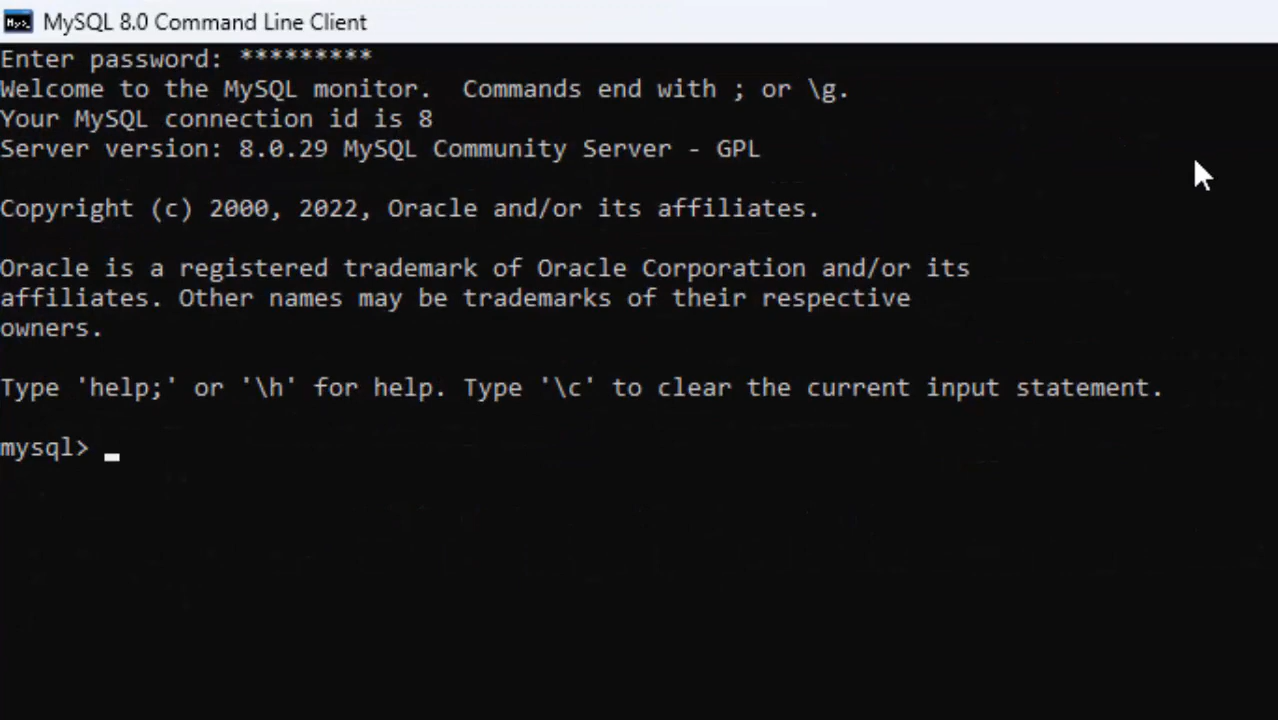 MySQL 8.0 Command Line Client
Enter password: *********
Welcome to the MySQL monitor.  Commands end with ; or \g.
Your MySQL connection id is 8
Server version: 8.0.29 MySQL Community Server - GPL
Copyright (c) 2000, 2022, Oracle and/or its affiliates.
Oracle is a registered trademark of Oracle Corporation and/or its
affiliates. Other names may be trademarks of their respective
owners.
Type 'help;' or '\h' for help. Type '\c' to clear the current input statement.
mysql> _